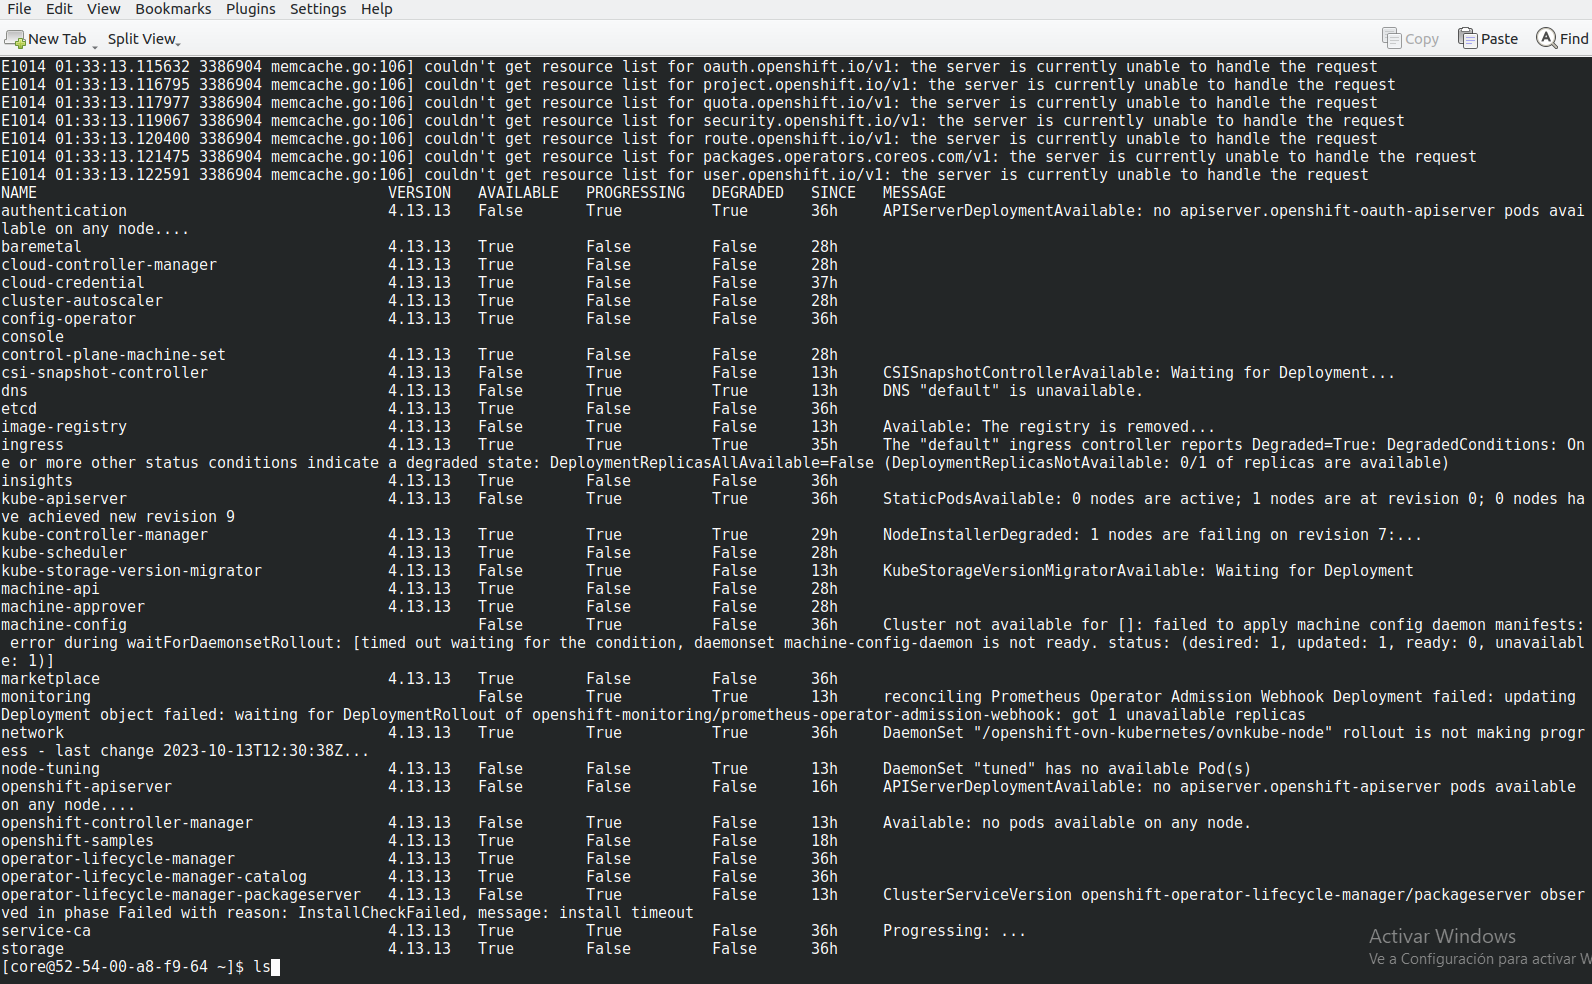 File Edit View Bookmarks Plugins Settings Help
New Tab Split View Copy Paste Find
E1014 01:33:13.115632 3386904 memcache.go:106] couldn't get resource list for oauth.openshift.io/v1: the server is currently unable to handle the request
E1014 01:33:13.116795 3386904 memcache.go:106] couldn't get resource list for project.openshift.io/v1: the server is currently unable to handle the request
E1014 01:33:13.117977 3386904 memcache.go:106] couldn't get resource list for quota.openshift.io/v1: the server is currently unable to handle the request
E1014 01:33:13.119067 3386904 memcache.go:106] couldn't get resource list for security.openshift.io/v1: the server is currently unable to handle the request
E1014 01:33:13.120400 3386904 memcache.go:106] couldn't get resource list for route.openshift.io/v1: the server is currently unable to handle the request
E1014 01:33:13.121475 3386904 memcache.go:106] couldn't get resource list for packages.operators.coreos.com/v1: the server is currently unable to handle the request
E1014 01:33:13.122591 3386904 memcache.go:106] couldn't get resource list for user.openshift.io/v1: the server is currently unable to handle the request
NAME VERSION AVAILABLE PROGRESSING DEGRADED SINCE MESSAGE
authentication 4.13.13 False True True 36h APIServerDeploymentAvailable: no apiserver.openshift-oauth-apiserver pods avai
lable on any node....
baremetal 4.13.13 True False False 28h
cloud-controller-manager 4.13.13 True False False 28h
cloud-credential 4.13.13 True False False 37h
cluster-autoscaler 4.13.13 True False False 28h
config-operator 4.13.13 True False False 36h
console
control-plane-machine-set 4.13.13 True False False 28h
csi-snapshot-controller 4.13.13 False True False 13h CSISnapshotControllerAvailable: Waiting for Deployment...
dns 4.13.13 False True True 13h DNS "default" is unavailable.
etcd 4.13.13 True False False 36h
image-registry 4.13.13 False True False 13h Available: The registry is removed...
ingress 4.13.13 True True True 35h The "default" ingress controller reports Degraded=True: DegradedConditions: On
e or more other status conditions indicate a degraded state: DeploymentReplicasAllAvailable=False (DeploymentReplicasNotAvailable: 0/1 of replicas are available)
insights 4.13.13 True False False 36h
kube-apiserver 4.13.13 False True True 36h StaticPodsAvailable: 0 nodes are active; 1 nodes are at revision 0; 0 nodes ha
ve achieved new revision 9
kube-controller-manager 4.13.13 True True True 29h NodeInstallerDegraded: 1 nodes are failing on revision 7:...
kube-scheduler 4.13.13 True False False 28h
kube-storage-version-migrator 4.13.13 False True False 13h KubeStorageVersionMigratorAvailable: Waiting for Deployment
machine-api 4.13.13 True False False 28h
machine-approver 4.13.13 True False False 28h
machine-config False True False 36h Cluster not available for []: failed to apply machine config daemon manifests:
error during waitForDaemonsetRollout: [timed out waiting for the condition, daemonset machine-config-daemon is not ready. status: (desired: 1, updated: 1, ready: 0, unavailabl
e: 1)]
marketplace 4.13.13 True False False 36h
monitoring False True True 13h reconciling Prometheus Operator Admission Webhook Deployment failed: updating
Deployment object failed: waiting for DeploymentRollout of openshift-monitoring/prometheus-operator-admission-webhook: got 1 unavailable replicas
network 4.13.13 True True True 36h DaemonSet "/openshift-ovn-kubernetes/ovnkube-node" rollout is not making progr
ess - last change 2023-10-13T12:30:38Z...
node-tuning 4.13.13 False False True 13h DaemonSet "tuned" has no available Pod(s)
openshift-apiserver 4.13.13 False False False 16h APIServerDeploymentAvailable: no apiserver.openshift-apiserver pods available
on any node....
openshift-controller-manager 4.13.13 False True False 13h Available: no pods available on any node.
openshift-samples 4.13.13 True False False 18h
operator-lifecycle-manager 4.13.13 True False False 36h
operator-lifecycle-manager-catalog 4.13.13 True False False 36h
operator-lifecycle-manager-packageserver 4.13.13 False True False 13h ClusterServiceVersion openshift-operator-lifecycle-manager/packageserver obser
ved in phase Failed with reason: InstallCheckFailed, message: install timeout
service-ca 4.13.13 True True False 36h Progressing: ...
storage 4.13.13 True False False 36h
[core@52-54-00-a8-f9-64 ~]$ ls
Activar Windows
Ve a Configuración para activar W